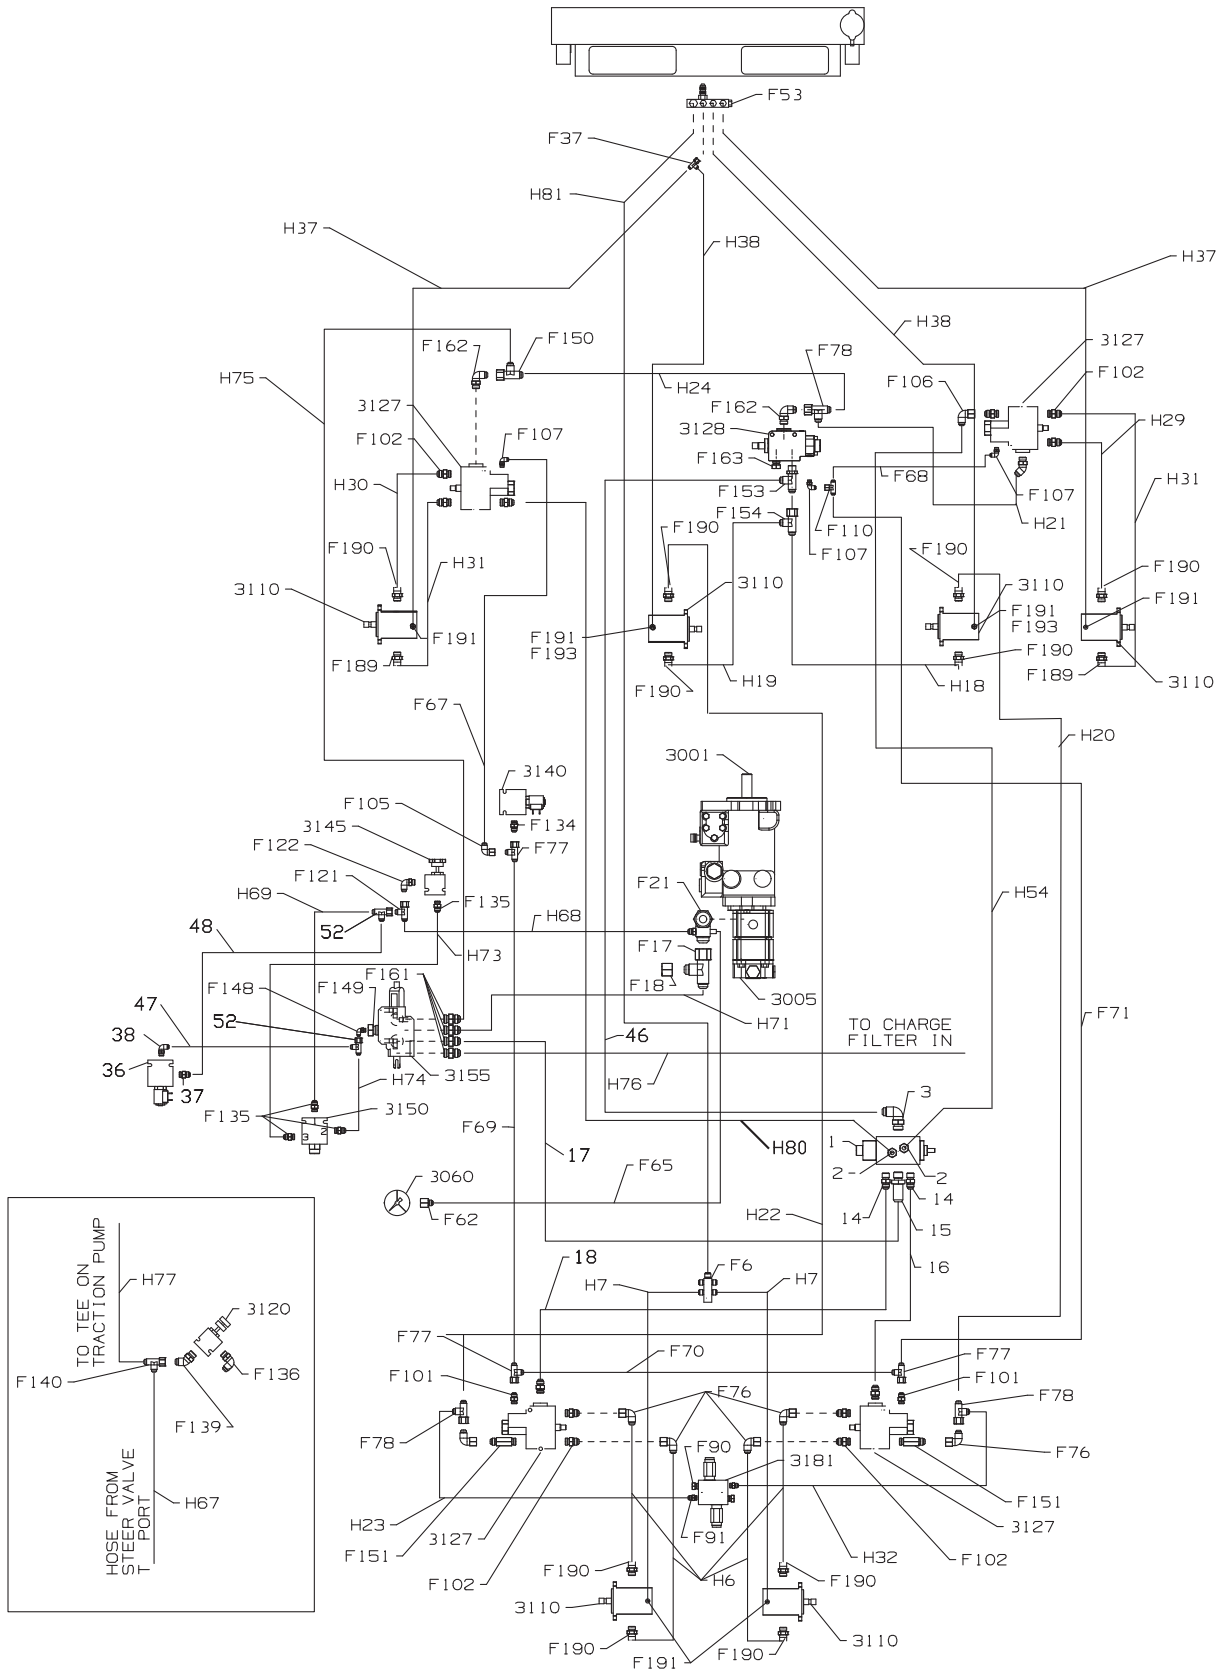 F53
F37
H81
H37
H38
H37
H38
F162
F150
F78
3127
H75
H24
F106
F102
3127
F162
F107
3128
H29
F102
F163
F68
H30
F153
F107
H31
F154
F110
H21
F190
F190
F107
F190
H31
3110
3110
F190
3110
F191
F191
F191
F191
F193
F193
F190
F189
F190
H19
H18
F189
3110
F67
H20
3001
3140
F105
F134
3145
F77
F122
F21
H54
F121
H69
F135
52
H68
48
F17
H73
F161
F18
F148
F149
3005
47
52
H71
46
TO CHARGE
FILTER IN
F71
38
36
37
H74
3155
H76
3
F135
3150
3
2
F69
17
H80
1
2
2
3060
F65
14
14
F62
H22
15
18
F6
16
H7
H7
TO TEE ON
TRACTION PUMP
H77
3120
F77
F70
F77
F140
F136
F101
F76
F101
F78
F139
F78
F90
3181
F76
HOSE FROM
STEER VALVE
T PORT
H67
H23
3127
F91
F151
3127
F151
H32
F102
F102
F190
H6
F190
3110
3110
F190
F191
F190